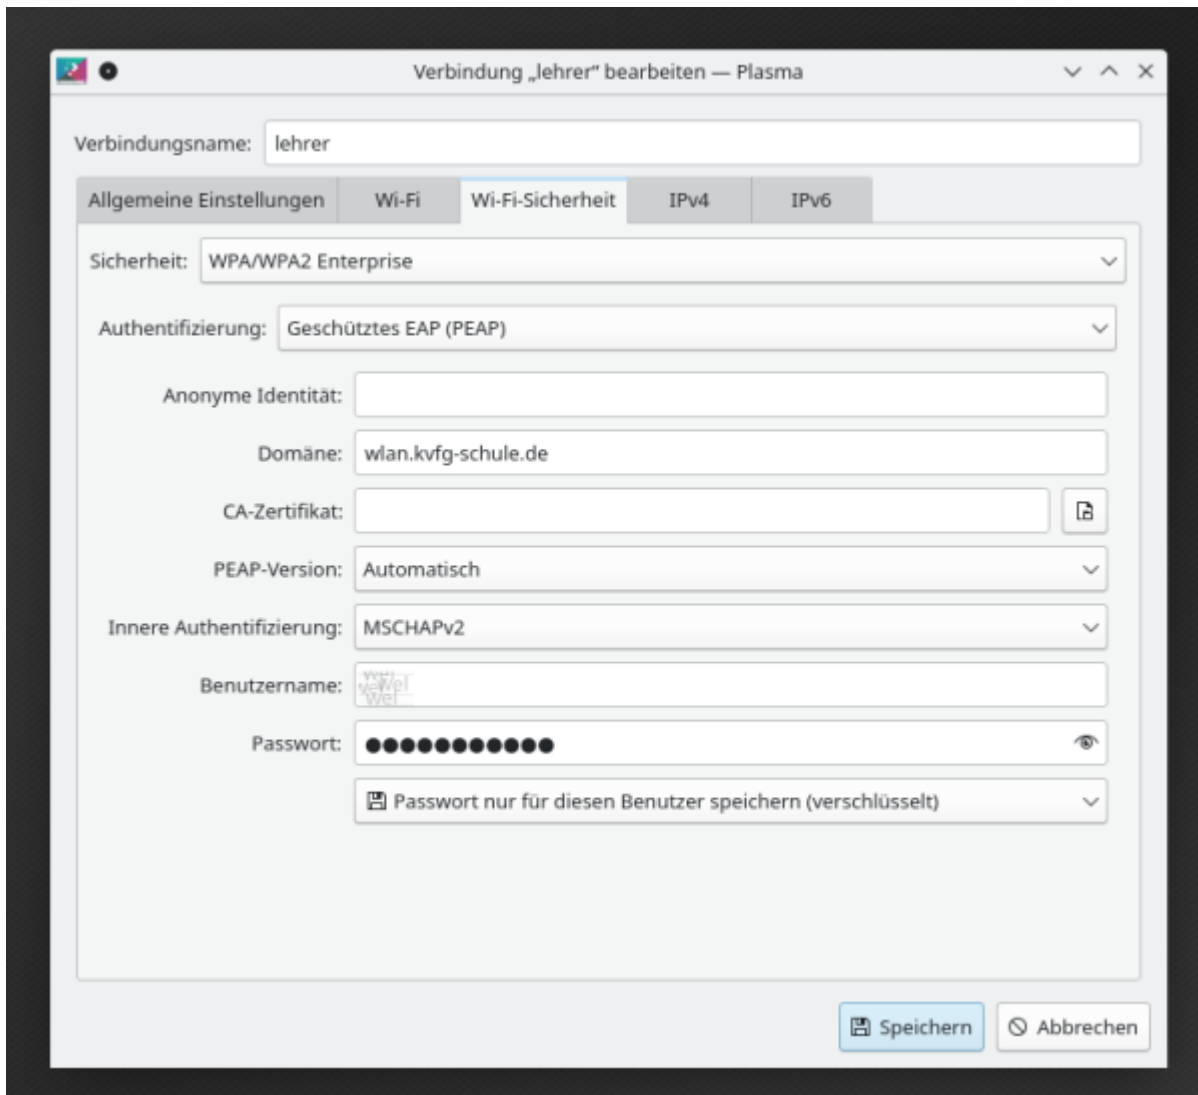 Verbindung „lehrer“ bearbeiten — Plasma
Verbindungsname: lehrer
Allgemeine Einstellungen Wi-Fi Wi-Fi-Sicherheit IPv4 IPv6
Sicherheit: WPA/WPA2 Enterprise
Authentifizierung: Geschütztes EAP (PEAP)
Anonyme Identität:
Domäne: wlan.kvfg-schule.de
CA-Zertifikat:
PEAP-Version: Automatisch
Innere Authentifizierung: MSCHAPv2
Benutzername:
Passwort: ●●●●●●●●●●●
Passwort nur für diesen Benutzer speichern (verschlüsselt)
Speichern Abbrechen